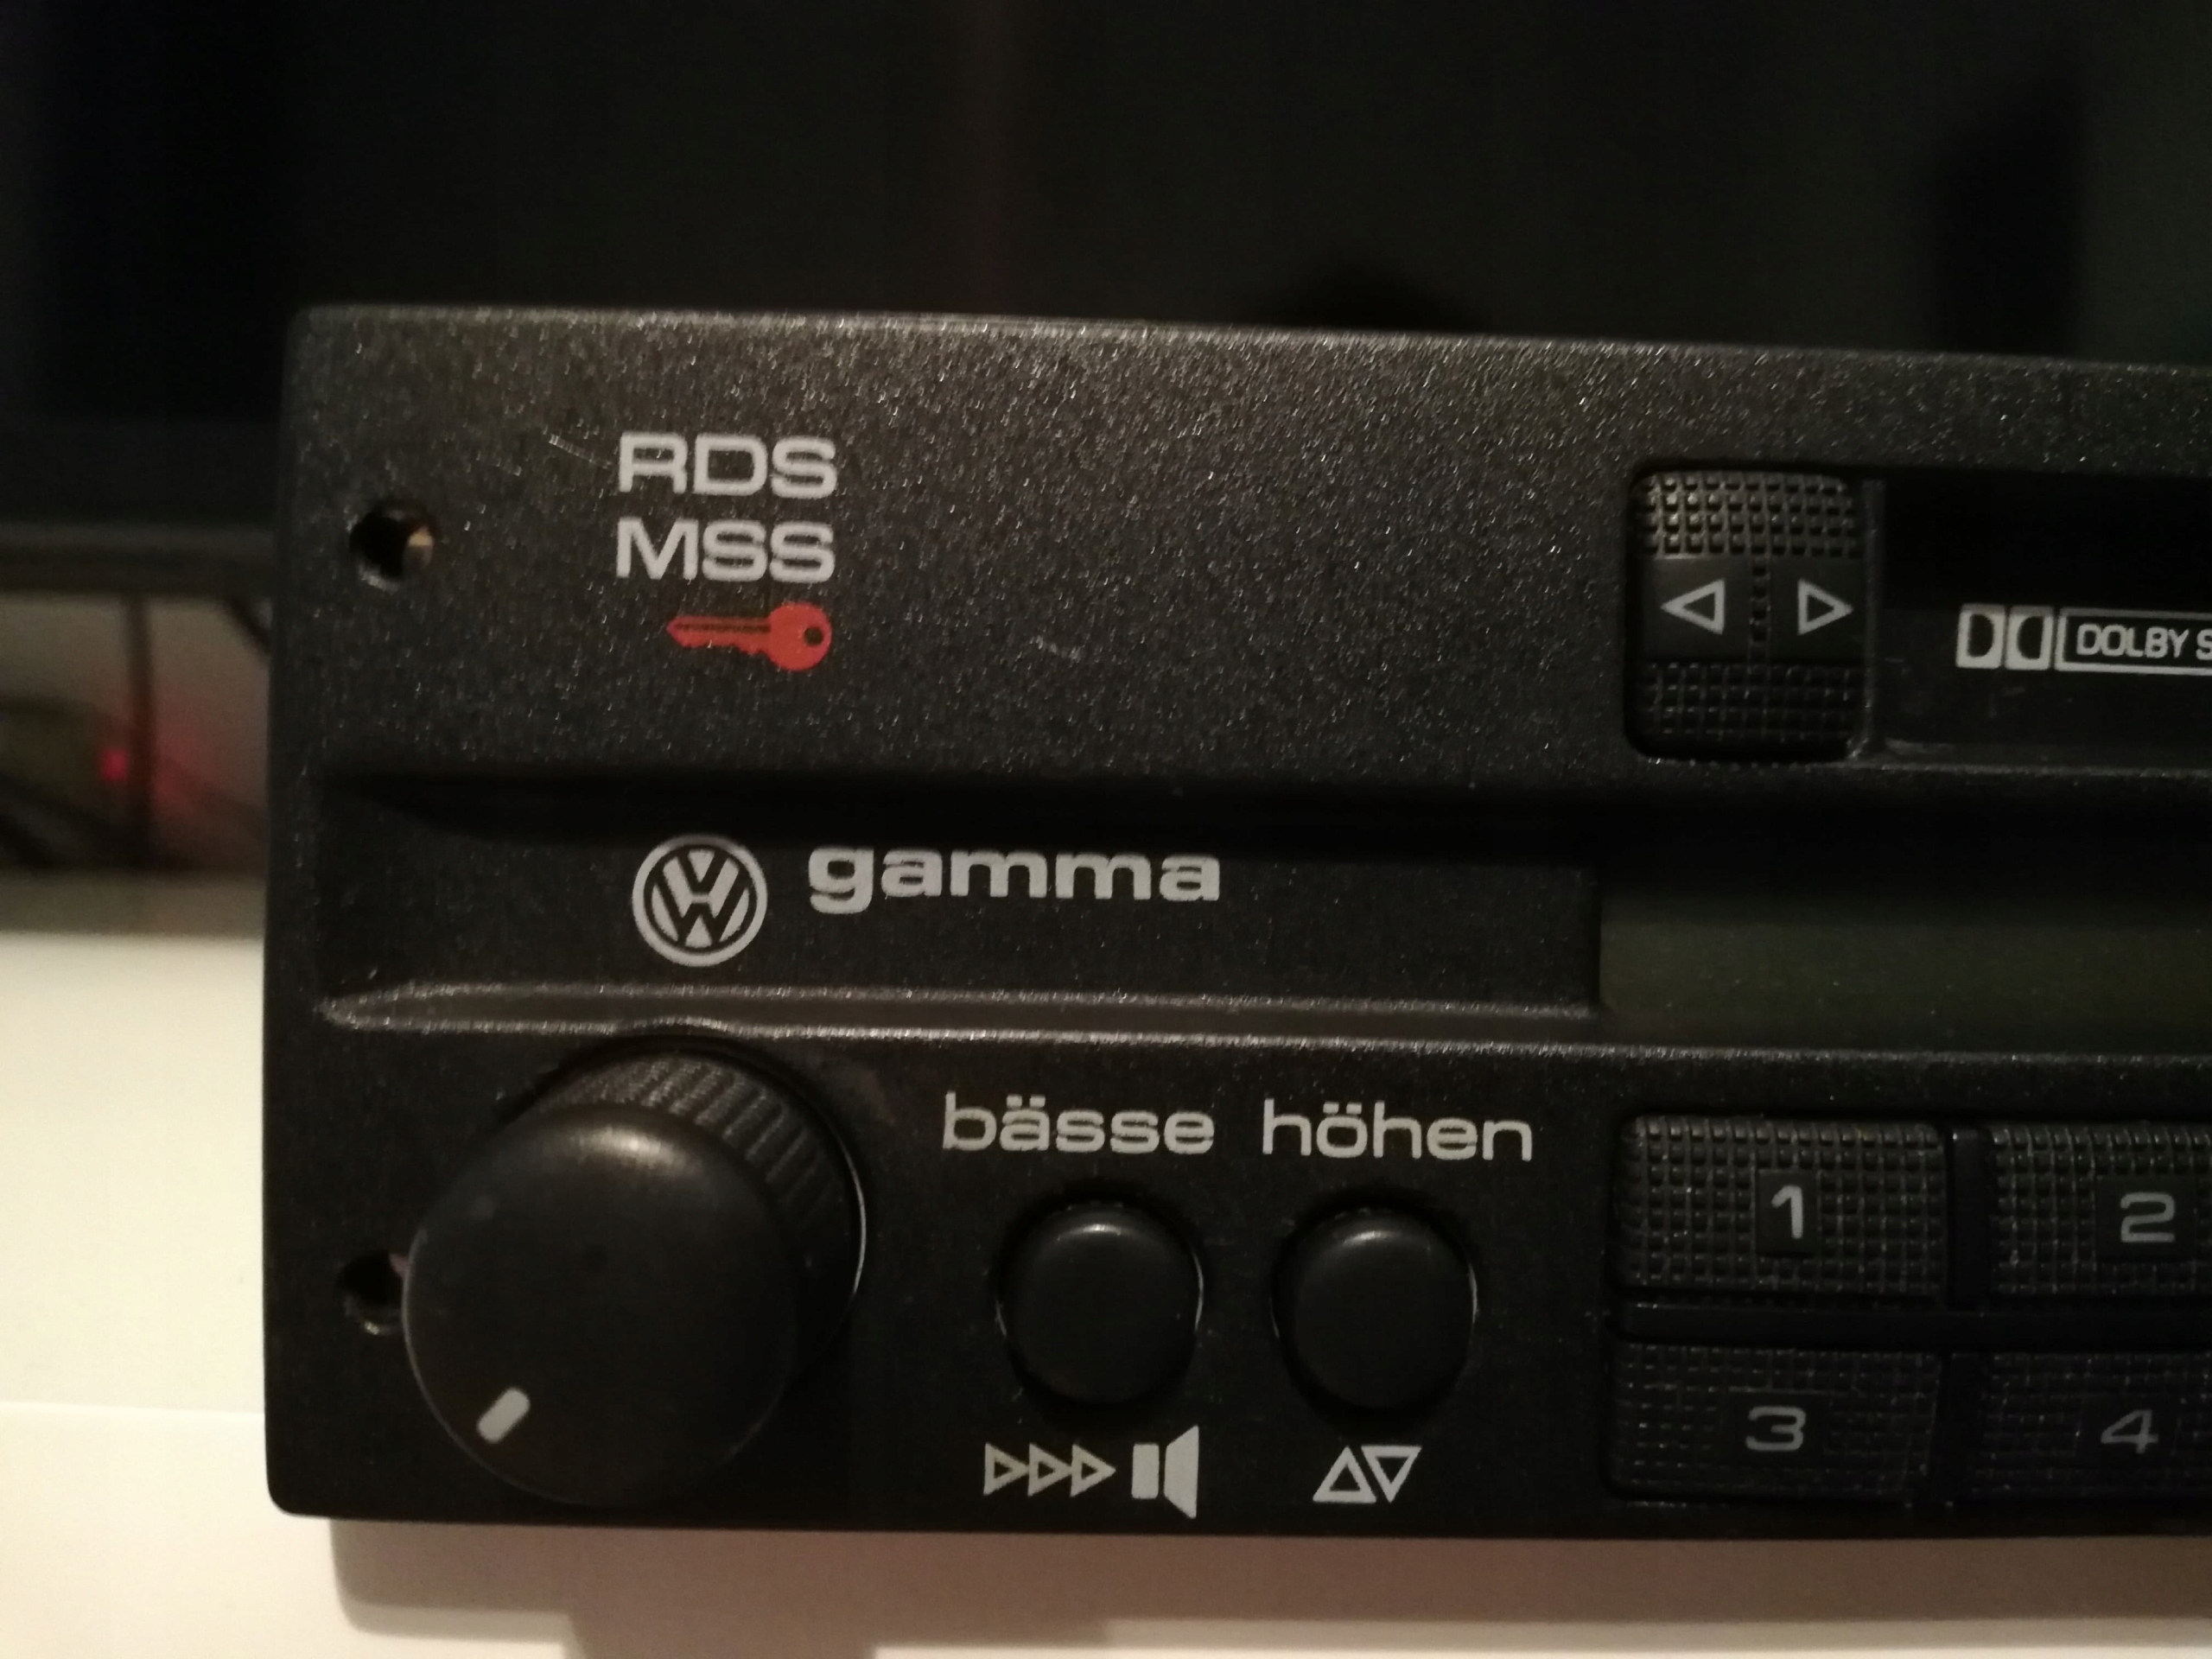 RDS
MSS
DOLBY S
gamma
bässe höhen
1 2
3 4